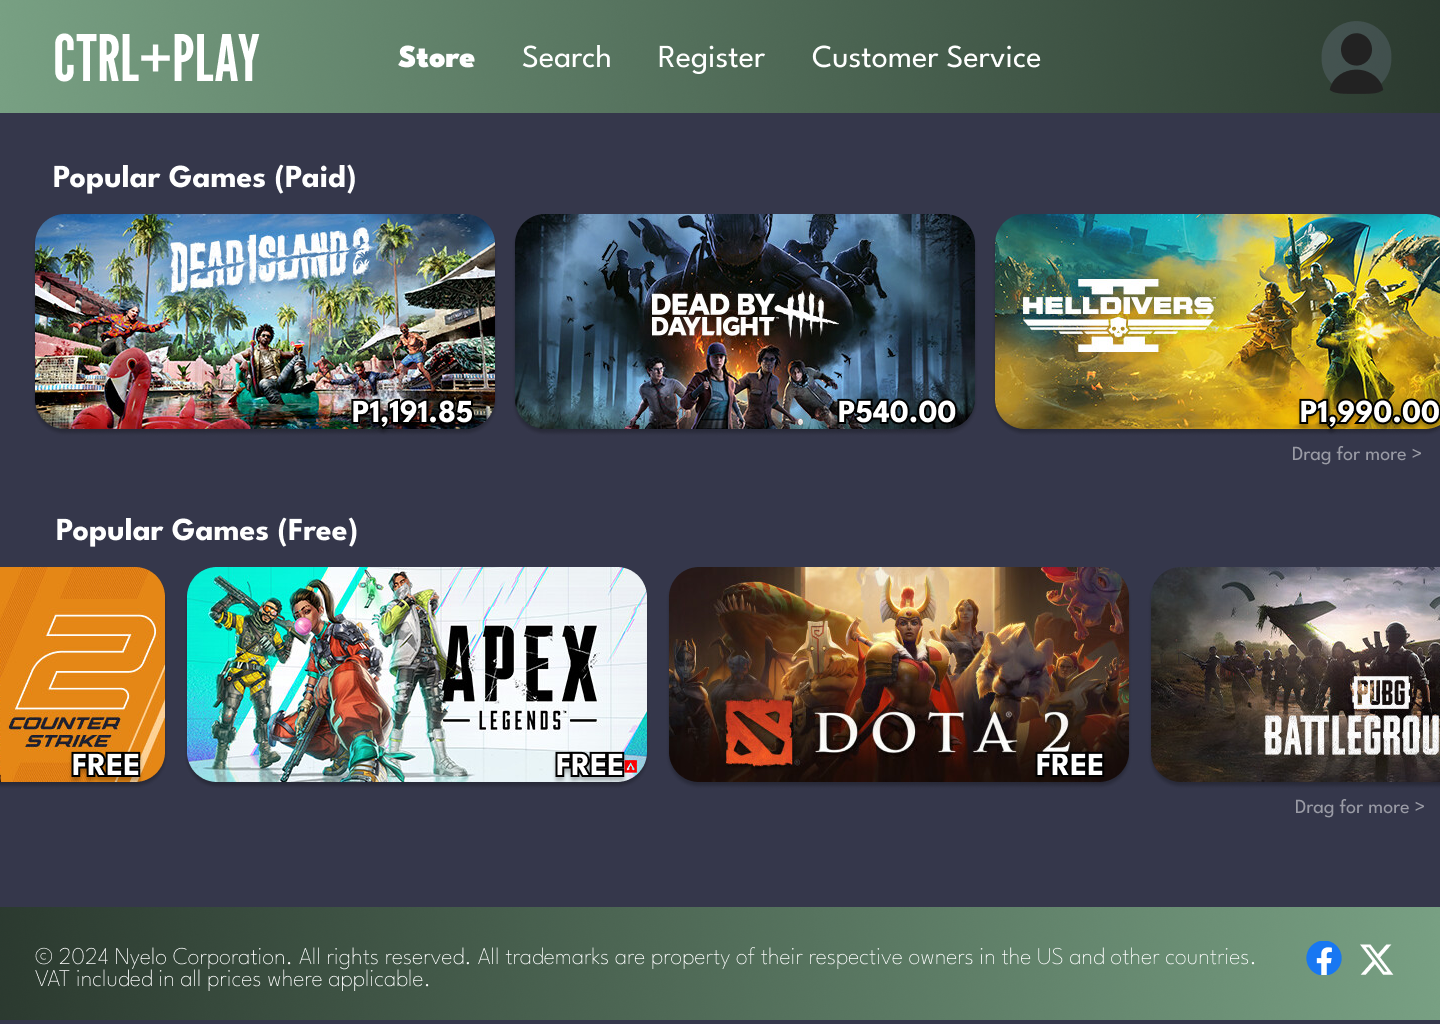 CTRL+PLAY
Store
Search
Register
Customer Service
Popular Games (Paid)
DEAD ISLAND 2
P1,191.85
DEAD BY
DAYLIGHT
P540.00
II
HELLDIVERS
P1,990.00
Drag for more >
Popular Games (Free)
2
COUNTER
STRIKE
FREE
APEX
LEGENDS™
FREE
DOTA 2
FREE
PUBG
BATTLEGROU
Drag for more >
© 2024 Nyelo Corporation. All rights reserved. All trademarks are property of their respective owners in the US and other countries.
VAT included in all prices where applicable.